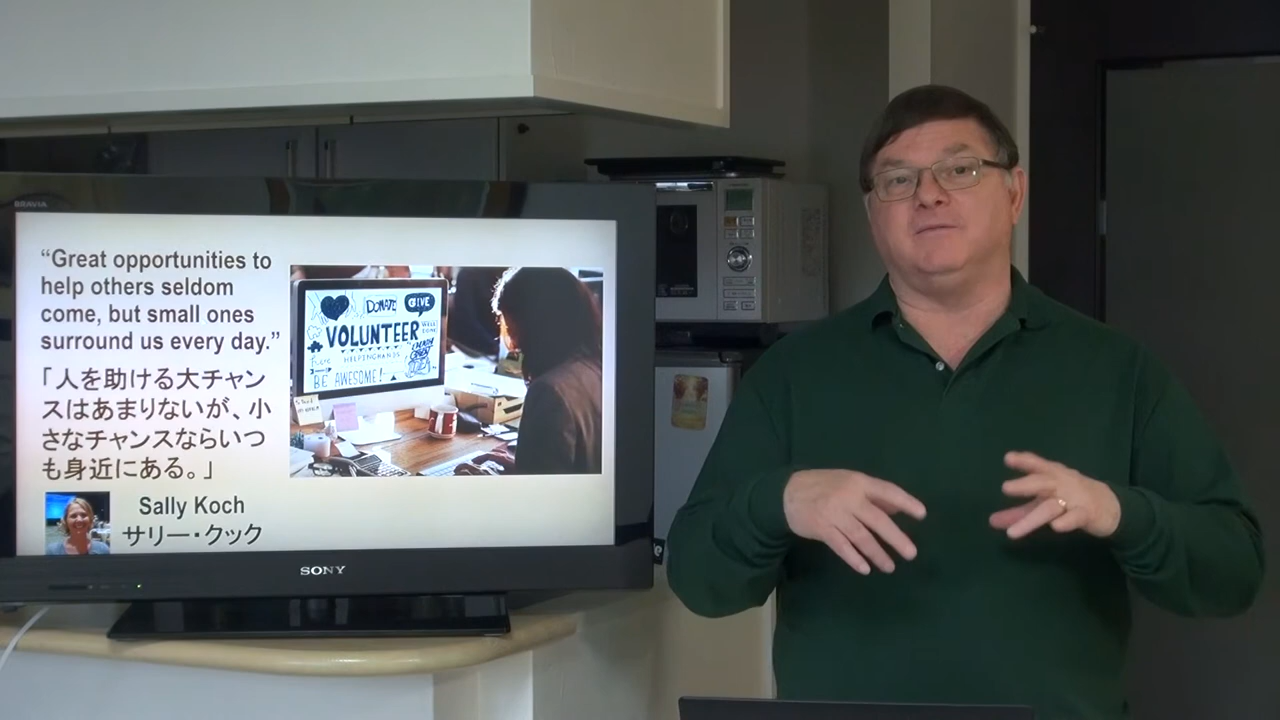 BRAVIA
“Great opportunities to
help others seldom
come, but small ones
surround us every day.”
「人を助ける大チャン
スはあまりないが、小
さなチャンスならいつ
も身近にある。」
Sally Koch
サリー・クック
DONATE
GIVE
VOLUNTEER
HELPINGHANDS
BE AWESOME!
SONY